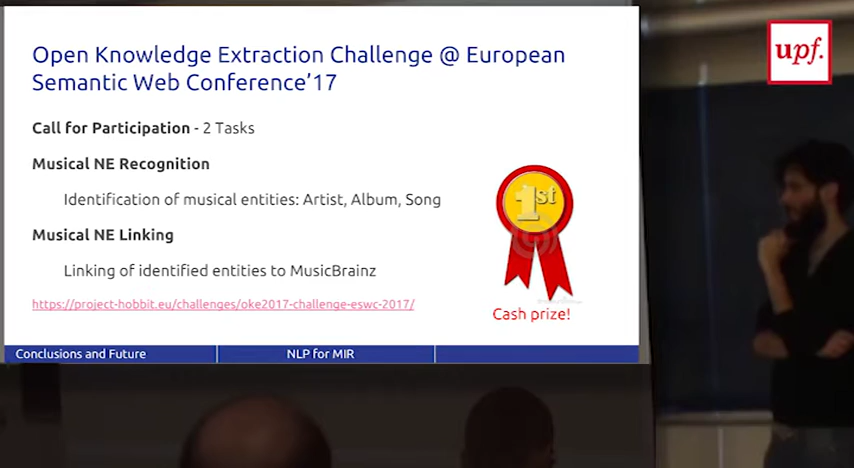 Open Knowledge Extraction Challenge @ European
Semantic Web Conference'17
Call for Participation - 2 Tasks
Musical NE Recognition
Identification of musical entities: Artist, Album, Song
Musical NE Linking
Linking of identified entities to MusicBrainz
https://project-hobbit.eu/challenges/oke2017-challenge-eswc-2017/
1st
Cash prize!
Conclusions and Future
NLP for MIR
upf.